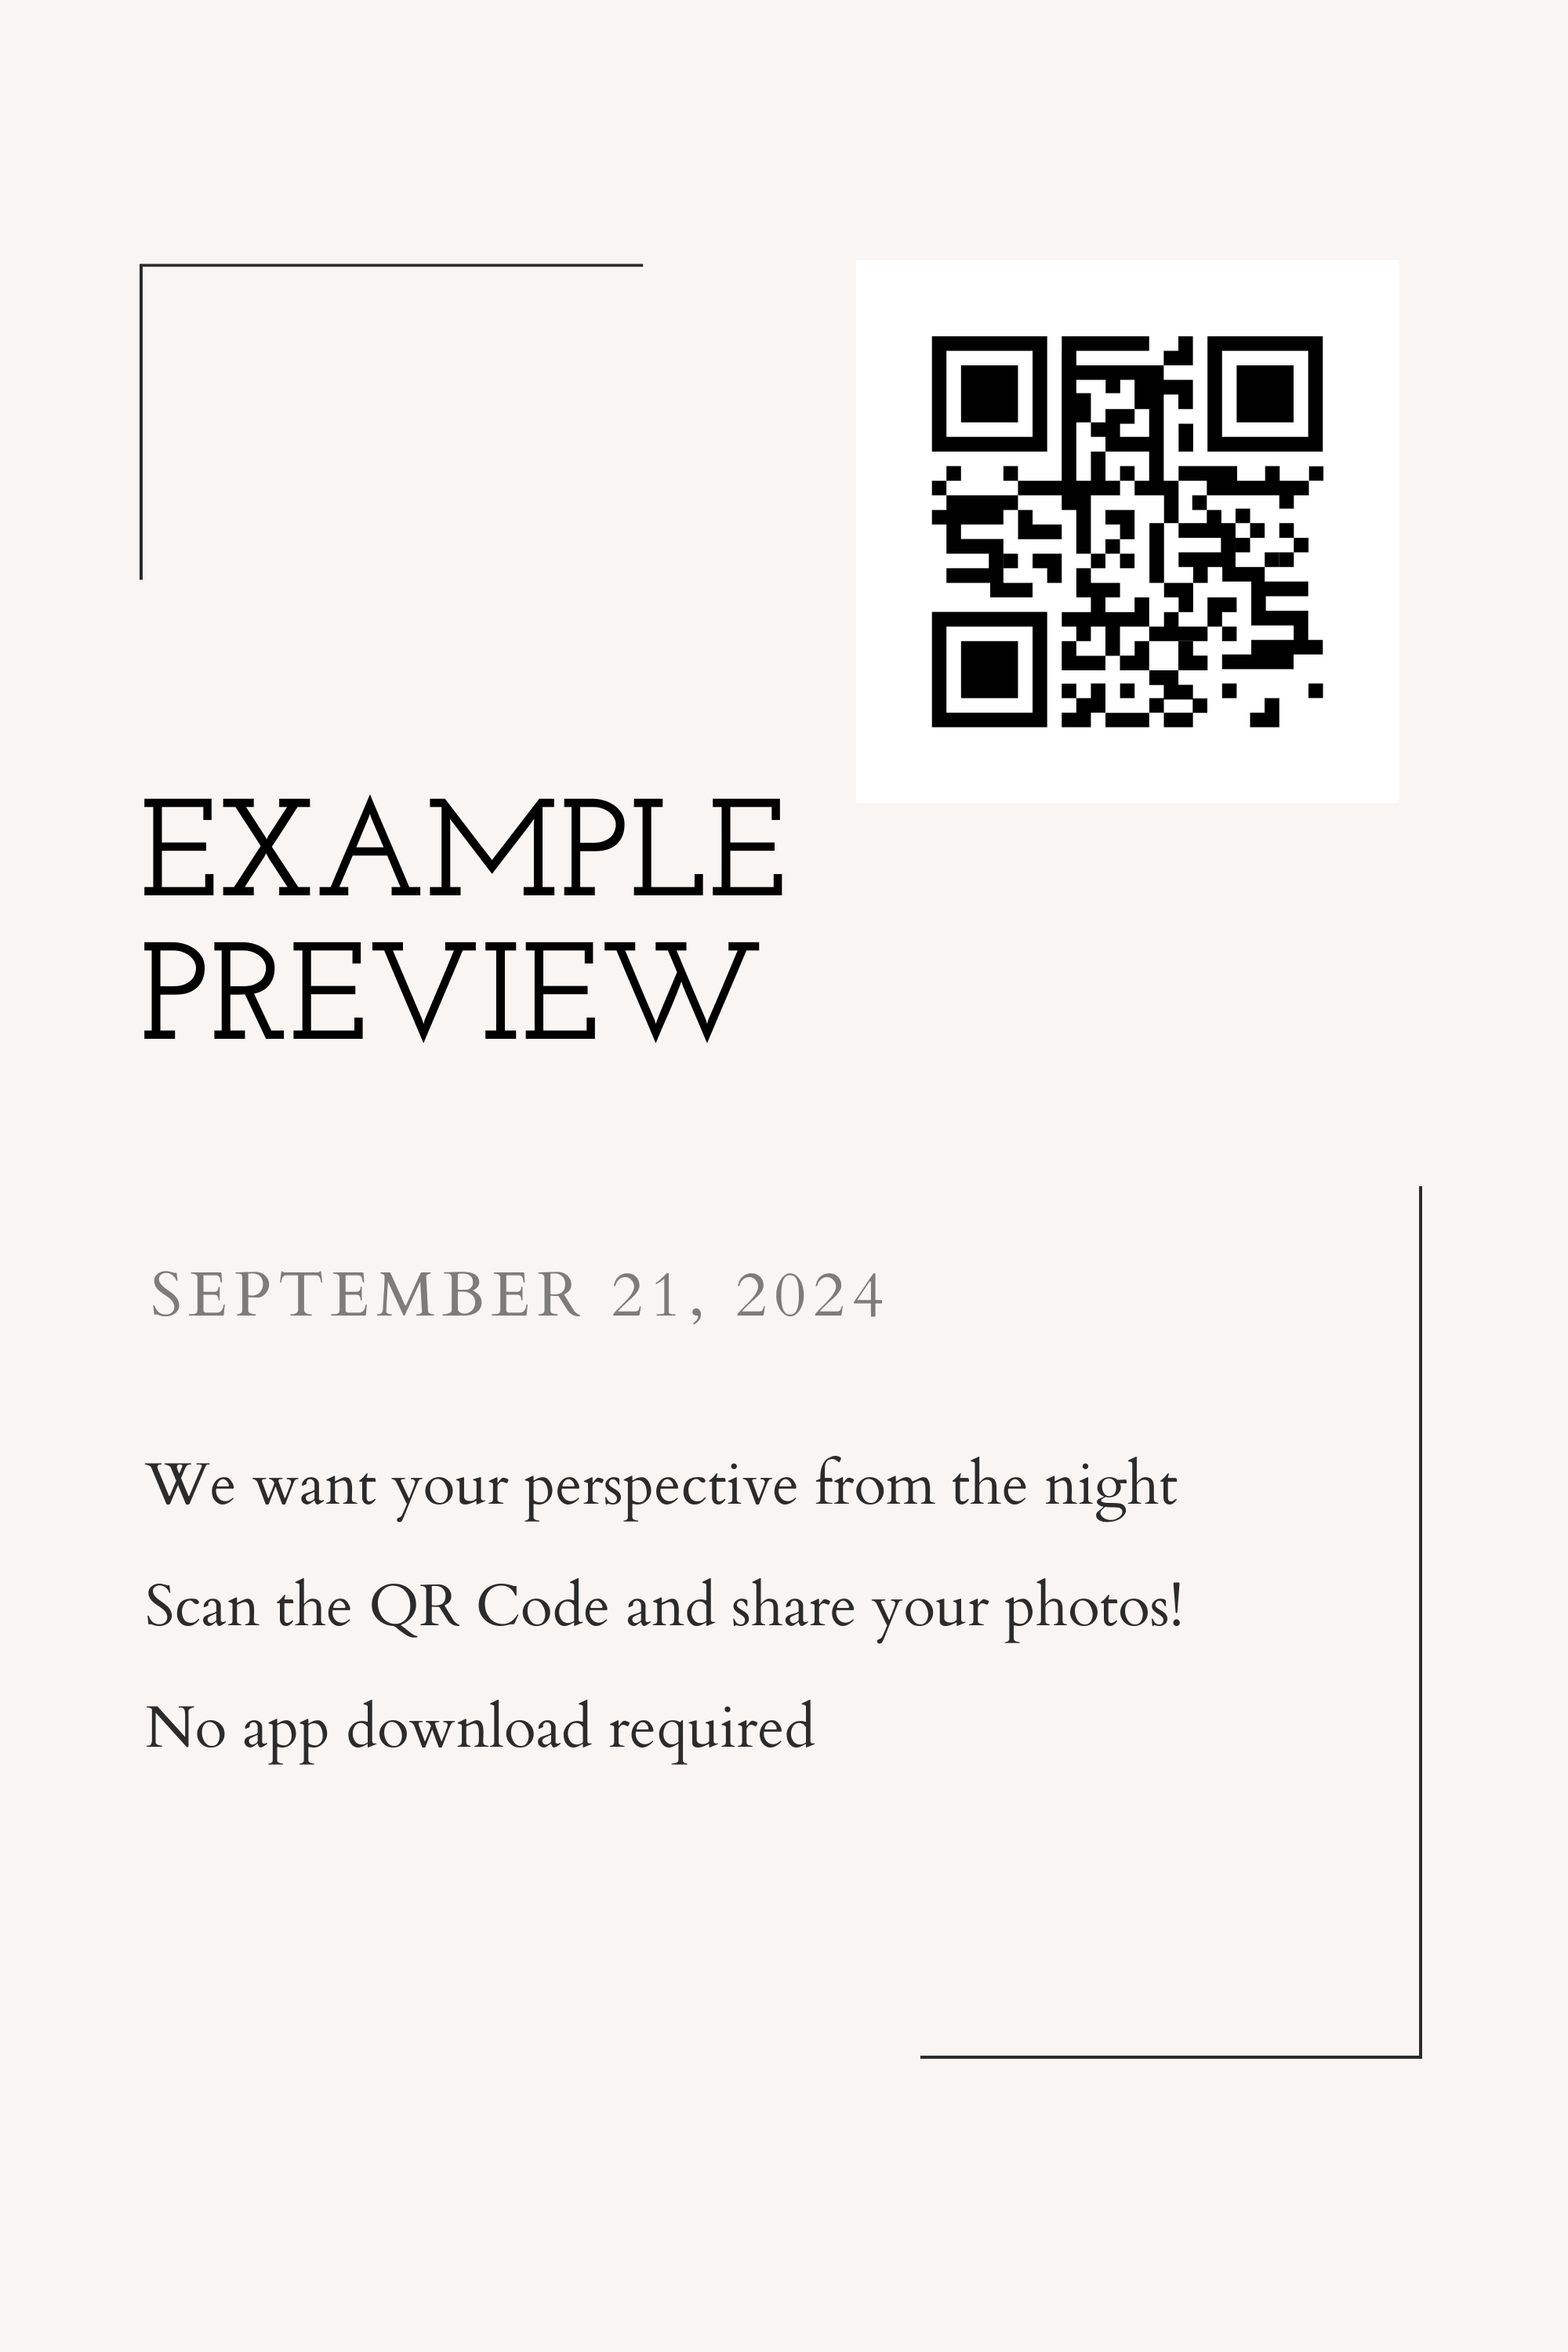 EXAMPLE
PREVIEW
SEPTEMBER 21, 2024
We want your perspective from the night
Scan the QR Code and share your photos!
No app download required